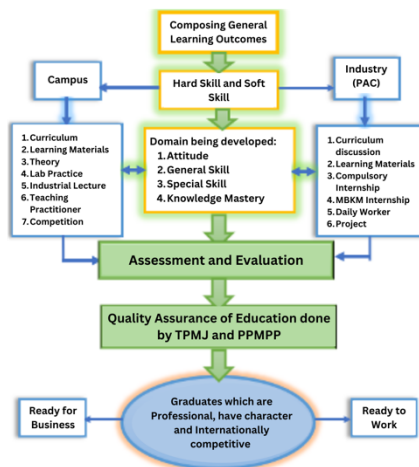 Composing General
Learning Outcomes
Campus
Hard Skill and Soft
Skill
Industry
(PAC)
1. Curriculum
2. Learning Materials
3. Theory
4. Lab Practice
5. Industrial Lecture
6. Teaching
Practitioner
7. Competition
Domain being developed:
1. Attitude
2. General Skill
3. Special Skill
4. Knowledge Mastery
1. Curriculum
discussion
2. Learning Materials
3. Compulsory
Internship
4. MBKM Internship
5. Daily Worker
6. Project
Assessment and Evaluation
Quality Assurance of Education done
by TPMJ and PPMPP
Ready for
Business
Graduates which are
Professional, have character
and Internationally
competitive
Ready to
Work